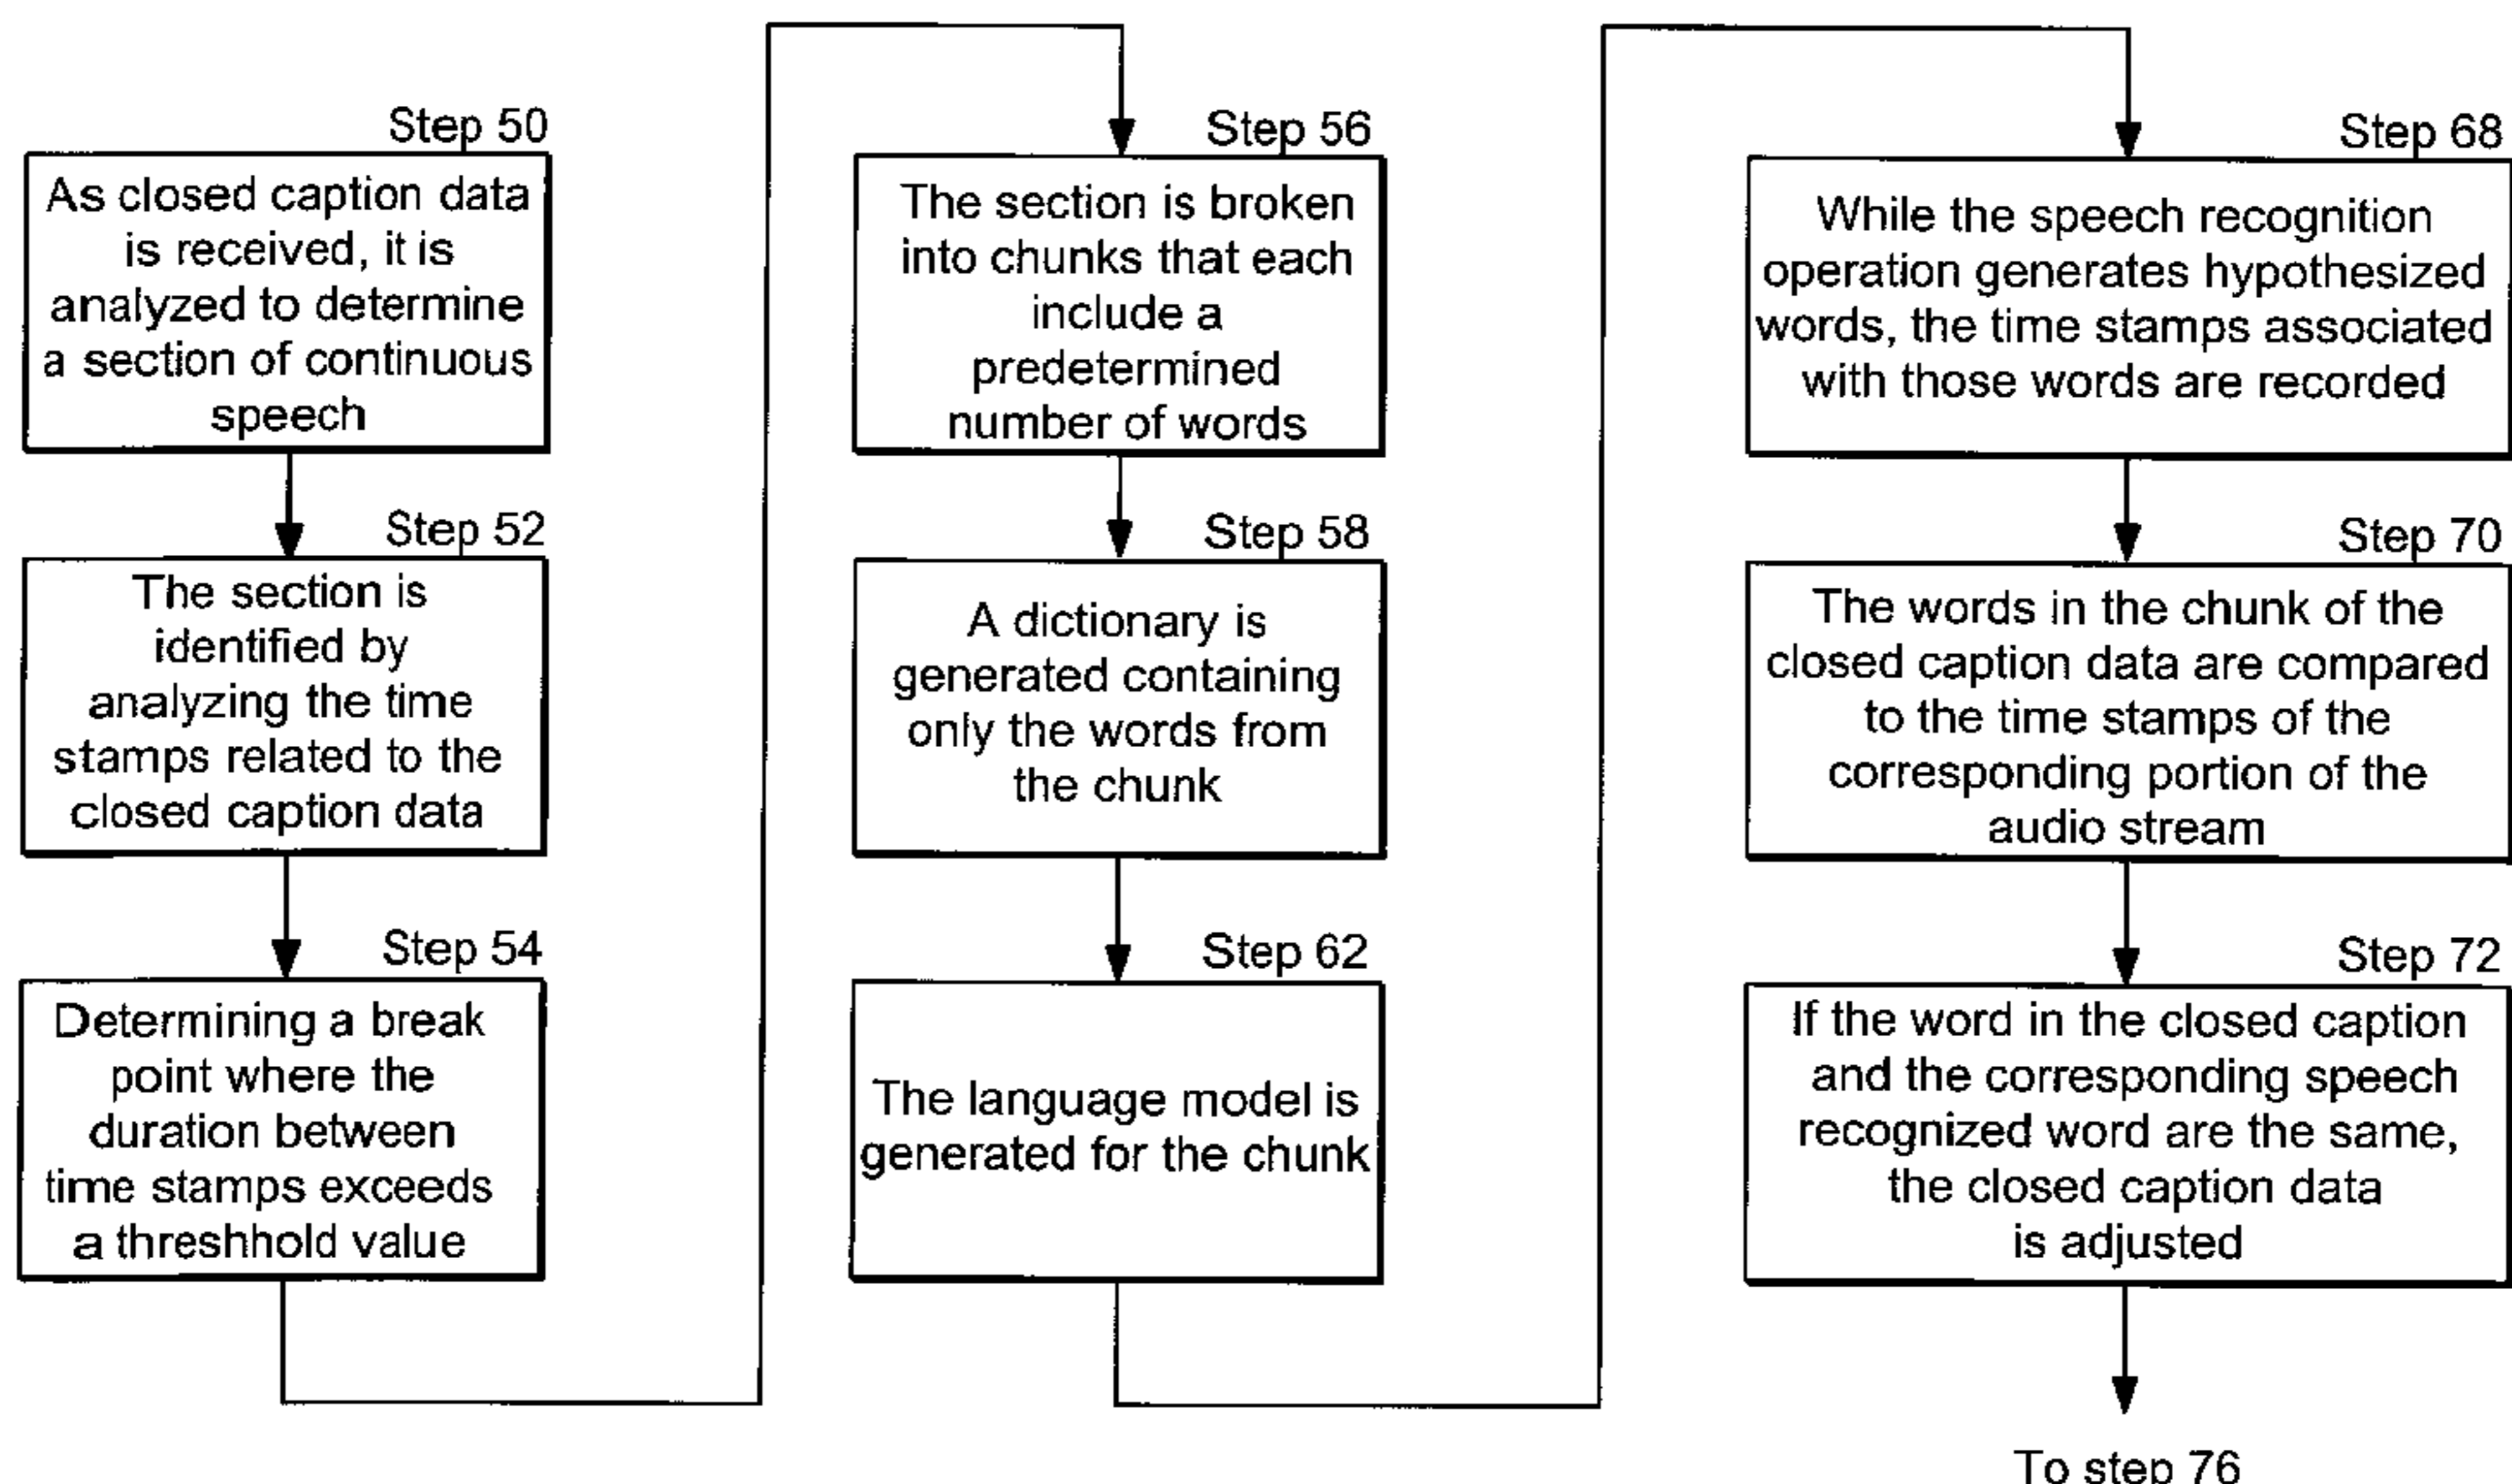 Step 50
As closed caption data
is received, it is
analyzed to determine
a section of continuous
speech
Step 52
The section is
identified by
analyzing the time
stamps related to the
closed caption data
Step 54
Determining a break
point where the
duration between
time stamps exceeds
a threshhold value
Step 56
The section is broken
into chunks that each
include a
predetermined
number of words
Step 58
A dictionary is
generated containing
only the words from
the chunk
Step 62
The language model is
generated for the chunk
Step 68
While the speech recognition
operation generates hypothesized
words, the time stamps associated
with those words are recorded
Step 70
The words in the chunk of the
closed caption data are compared
to the time stamps of the
corresponding portion of the
audio stream
Step 72
If the word in the closed caption
and the corresponding speech
recognized word are the same,
the closed caption data
is adjusted
To step 76